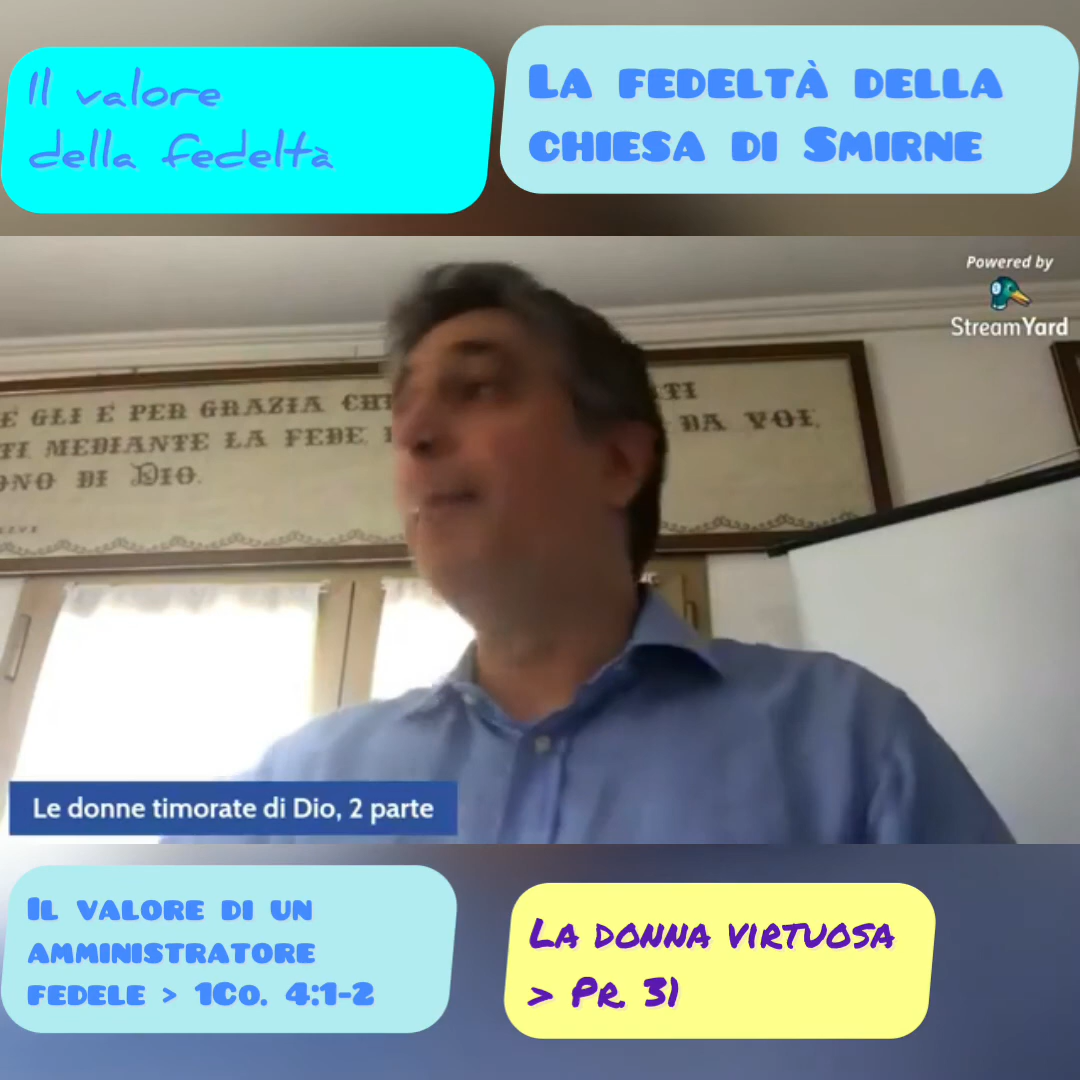 Il valore
della fedeltà
La fedeltà della
chiesa di Smirne
Powered by
StreamYard
E GLI E PER GRAZIA CHE
TI
TI MEDIANTE LA FEDE
DA VOI,
ONO DI DIO.
Le donne timorate di Dio, 2 parte
Il valore di un
amministratore
fedele > 1Co. 4:1-2
La donna virtuosa
> Pr. 31